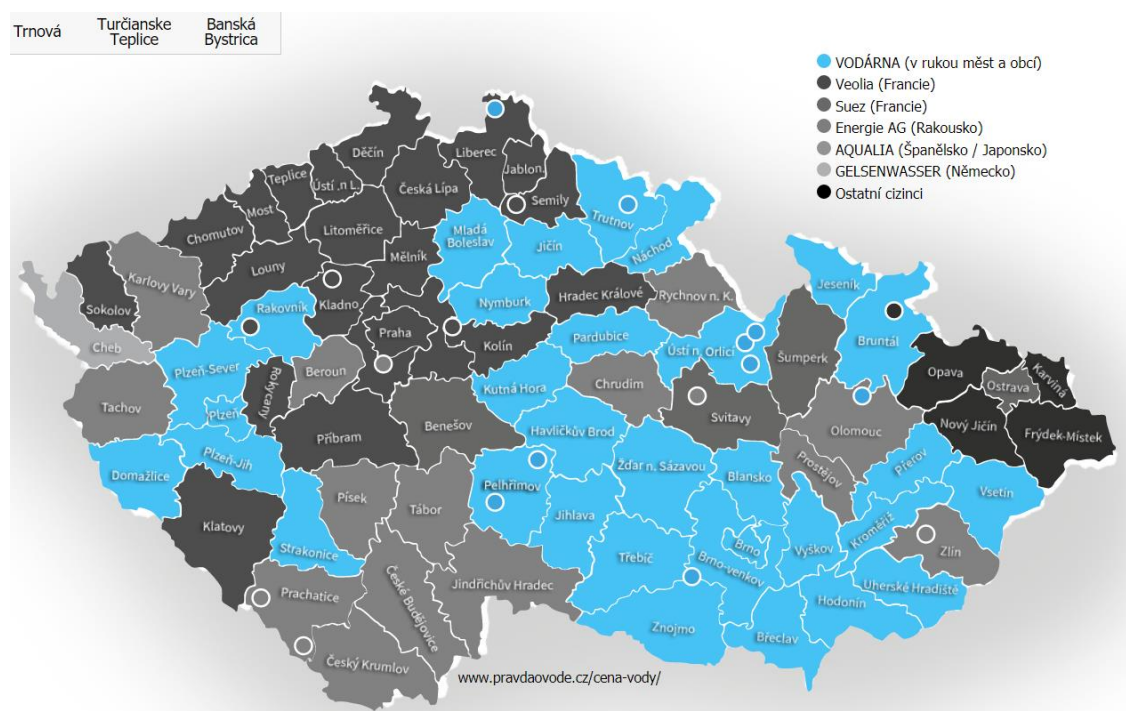 Trnová
Turčianske
Teplice
Banská
Bystrica
VODÁRNA (v rukou měst a obcí)
Veolia (Francie)
Suez (Francie)
Energie AG (Rakousko)
AQUALIA (Španělsko / Japonsko)
GELSENWASSER (Německo)
Ostatní cizinci
Děčín
Liberec
Jablon.
Semily
Teplice
Ústí .n L.
Česká Lípa
Most
Chomutov
Litoměřice
Trutnov
Mladá
Boleslav
Jičín
Náchod
Louny
Mělník
Karlovy Vary
Sokolov
Rakovník
Kladno
Nymburk
Hradec Králové
Rychnov n. K.
Jeseník
Cheb
Praha
Kolín
Pardubice
Ústí n. Orlicí
Bruntál
Šumperk
Plzeň-Sever
Rokycany
Beroun
Kutná Hora
Chrudim
Opava
Ostrava
Karviná
Tachov
Plzeň
Benešov
Svitavy
Olomouc
Nový Jičín
Frýdek-Místek
Příbram
Havlíčkův Brod
Plzeň-Jih
Domažlice
Žďar n. Sázavou
Blansko
Prostějov
Přerov
Vsetín
Písek
Tábor
Pelhřimov
Jihlava
Klatovy
Strakonice
Třebíč
Brno
Brno-venkov
Vyškov
Kroměříž
Zlín
Prachatice
České Budějovice
Jindřichův Hradec
Uherské Hradiště
Hodonín
Znojmo
Břeclav
Český Krumlov
www.pravdaovode.cz/cena-vody/